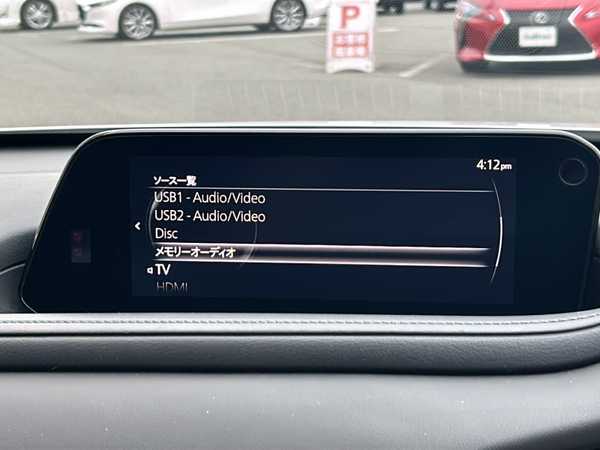 P
4:12pm
ソース一覧
USB1 - Audio/Video
USB2 - Audio/Video
Disc
メモリーオーディオ
TV
HDMI